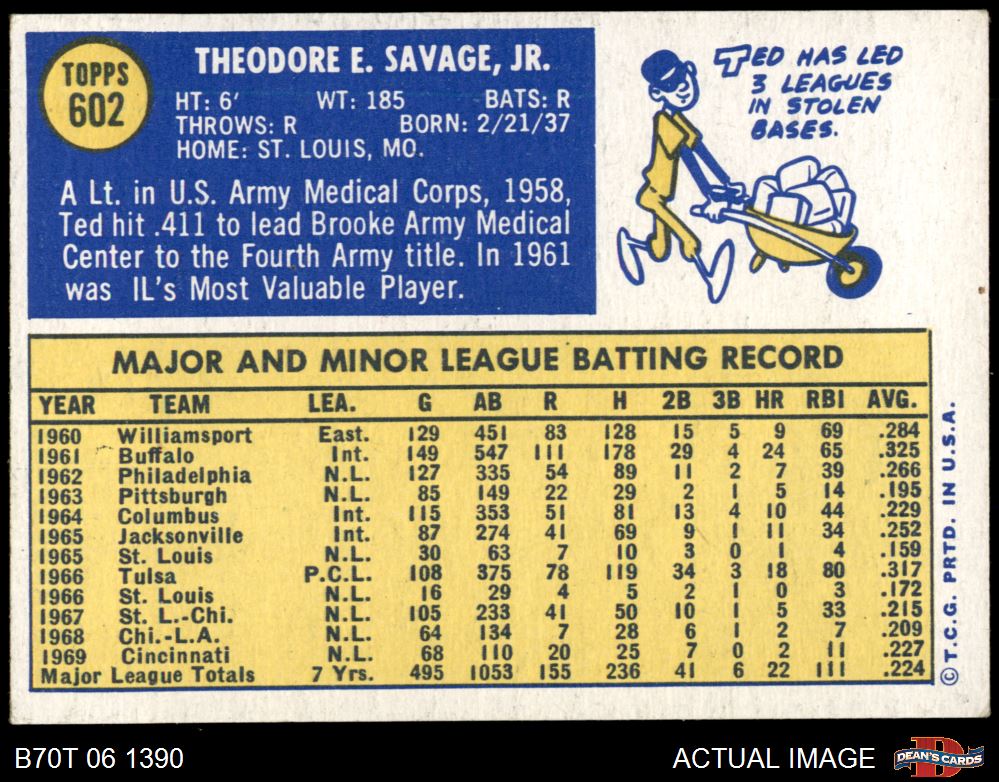 TOPPS
602
THEODORE E. SAVAGE, JR.
HT: 6' WT: 185 BATS: R
THROWS: R BORN: 2/21/37
HOME: ST. LOUIS, MO.
A Lt. in U.S. Army Medical Corps, 1958,
Ted hit .411 to lead Brooke Army Medical
Center to the Fourth Army title. In 1961
was IL's Most Valuable Player.
TED HAS LED
3 LEAGUES
IN STOLEN
BASES.
MAJOR AND MINOR LEAGUE BATTING RECORD
YEAR TEAM LEA. G AB R H 2B 3B HR RBI AVG.
1960 Williamsport East. 129 451 83 128 15 5 9 69 .284
1961 Buffalo Int. 149 547 111 178 29 4 24 65 .325
1962 Philadelphia N.L. 127 335 54 89 11 2 7 39 .266
1963 Pittsburgh N.L. 85 149 22 29 2 1 5 14 .195
1964 Columbus Int. 115 353 51 81 13 4 10 44 .229
1965 Jacksonville Int. 87 274 41 69 9 1 11 34 .252
1965 St. Louis N.L. 30 63 7 10 3 0 1 4 .159
1966 Tulsa P.C.L. 108 375 78 119 34 3 18 80 .317
1966 St. Louis N.L. 16 29 4 5 2 1 0 3 .172
1967 St. L.-Chi. N.L. 105 233 41 50 10 1 5 33 .215
1968 Chi.-L.A. N.L. 64 134 7 28 6 1 2 7 .209
1969 Cincinnati N.L. 68 110 20 25 7 0 2 11 .227
Major League Totals 7 Yrs. 495 1053 155 236 41 6 22 111 .224
© T.C.G. PRTD. IN U.S.A.
B70T 06 1390
ACTUAL IMAGE
D
DEAN'S CARDS